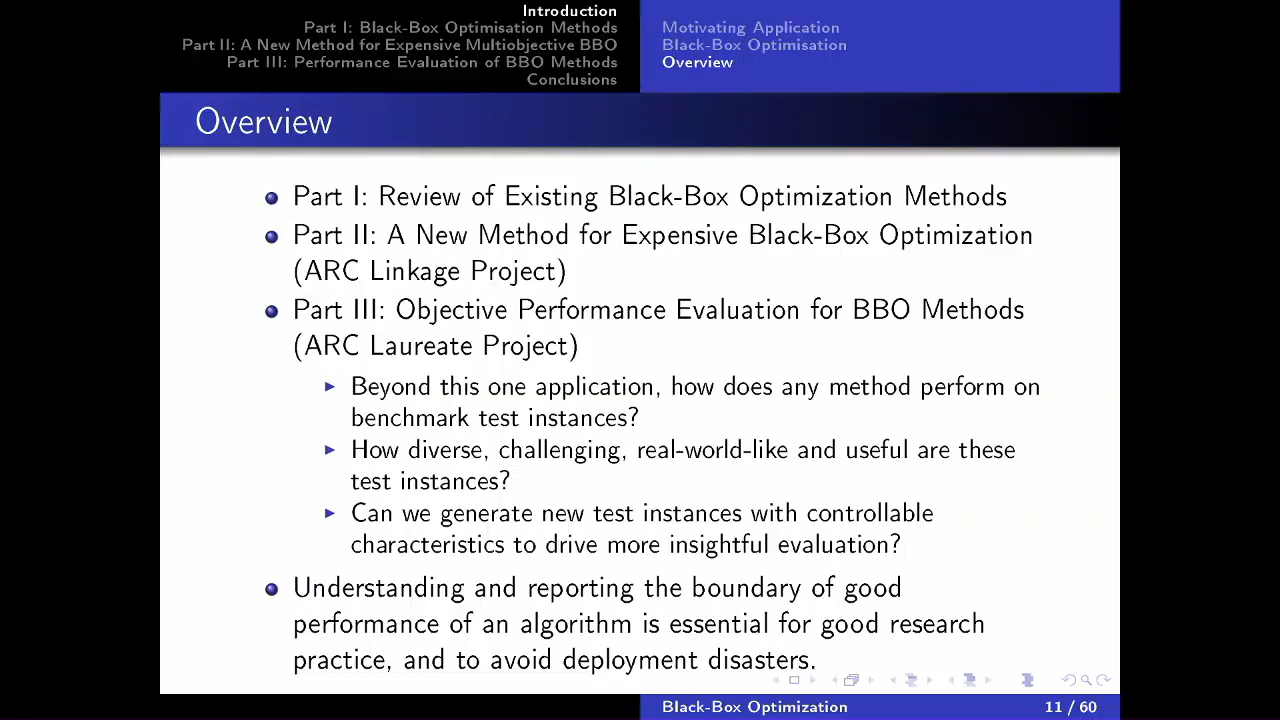 Introduction
Part I: Black-Box Optimisation Methods
Part II: A New Method for Expensive Multiobjective BBO
Part III: Performance Evaluation of BBO Methods
Conclusions
Motivating Application
Black-Box Optimisation
Overview
Overview
Part I: Review of Existing Black-Box Optimization Methods
Part II: A New Method for Expensive Black-Box Optimization
(ARC Linkage Project)
Part III: Objective Performance Evaluation for BBO Methods
(ARC Laureate Project)
Beyond this one application, how does any method perform on
benchmark test instances?
How diverse, challenging, real-world-like and useful are these
test instances?
Can we generate new test instances with controllable
characteristics to drive more insightful evaluation?
Understanding and reporting the boundary of good
performance of an algorithm is essential for good research
practice, and to avoid deployment disasters.
Black-Box Optimization
11 / 60